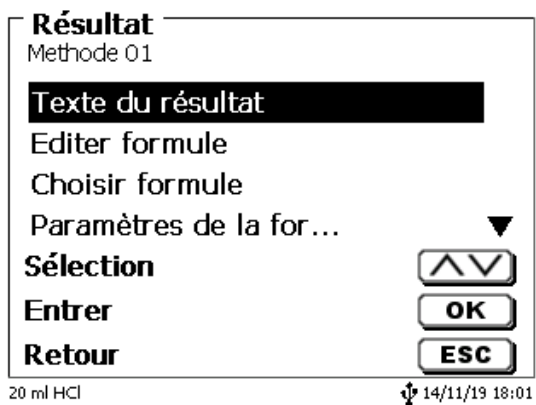 Résultat
Methode 01
Texte du résultat
Editer formule
Choisir formule
Paramètres de la for...
Sélection
Entrer OK
Retour ESC
20 ml HCl 14/11/19 18:01